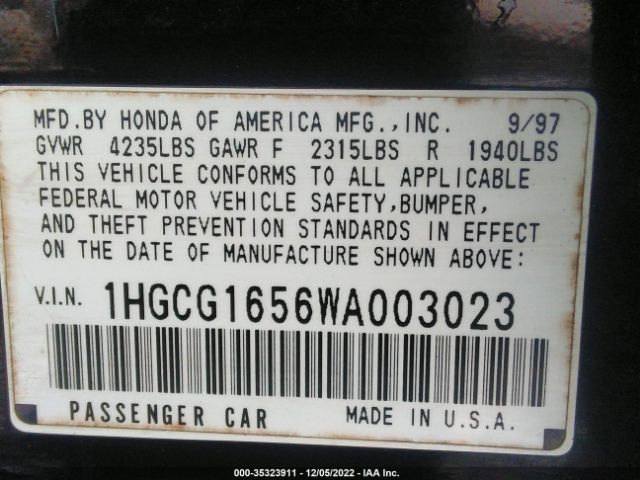 MFD.BY HONDA OF AMERICA MFG.,INC. 9/97
GVWR 4235LBS GAWR F 2315LBS R 1940LBS
THIS VEHICLE CONFORMS TO ALL APPLICABLE
FEDERAL MOTOR VEHICLE SAFETY,BUMPER,
AND THEFT PREVENTION STANDARDS IN EFFECT
ON THE DATE OF MANUFACTURE SHOWN ABOVE:
V.I.N. 1HGCG1656WA003023
PASSENGER CAR MADE IN U.S.A.
000-35323911 - 12/05/2022 - IAA Inc.